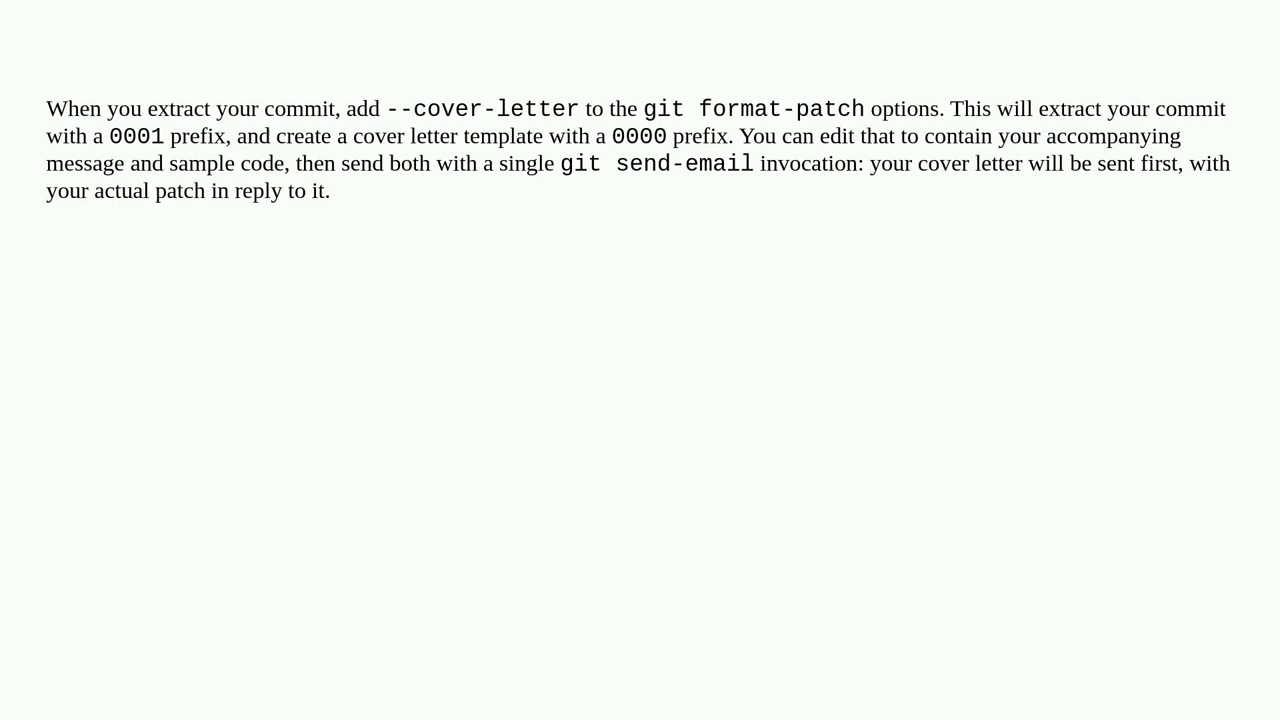 When you extract your commit, add --cover-letter to the git format-patch options. This will extract your commit
with a 0001 prefix, and create a cover letter template with a 0000 prefix. You can edit that to contain your accompanying
message and sample code, then send both with a single git send-email invocation: your cover letter will be sent first, with
your actual patch in reply to it.